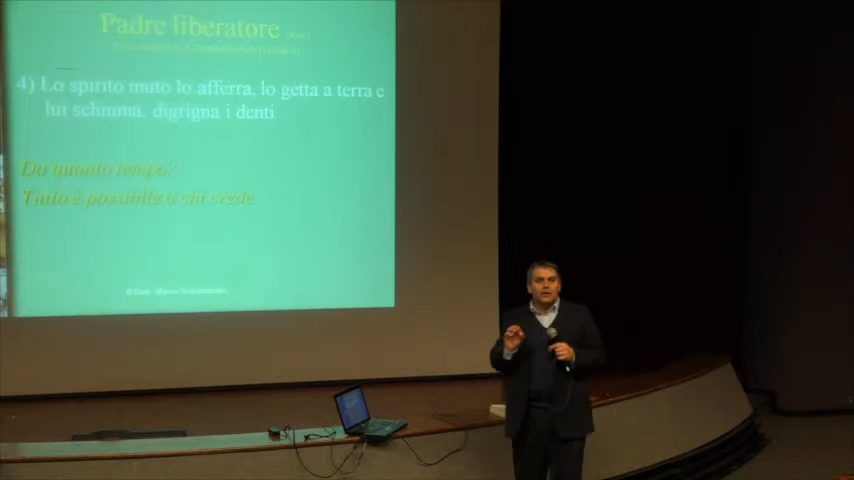 Padre liberatore
4) Lo spirito muto lo afferra, lo getta a terra e
lui schiuma, digrigna i denti
Da quanto tempo?
Tutto è possibile a chi crede
© Dott.